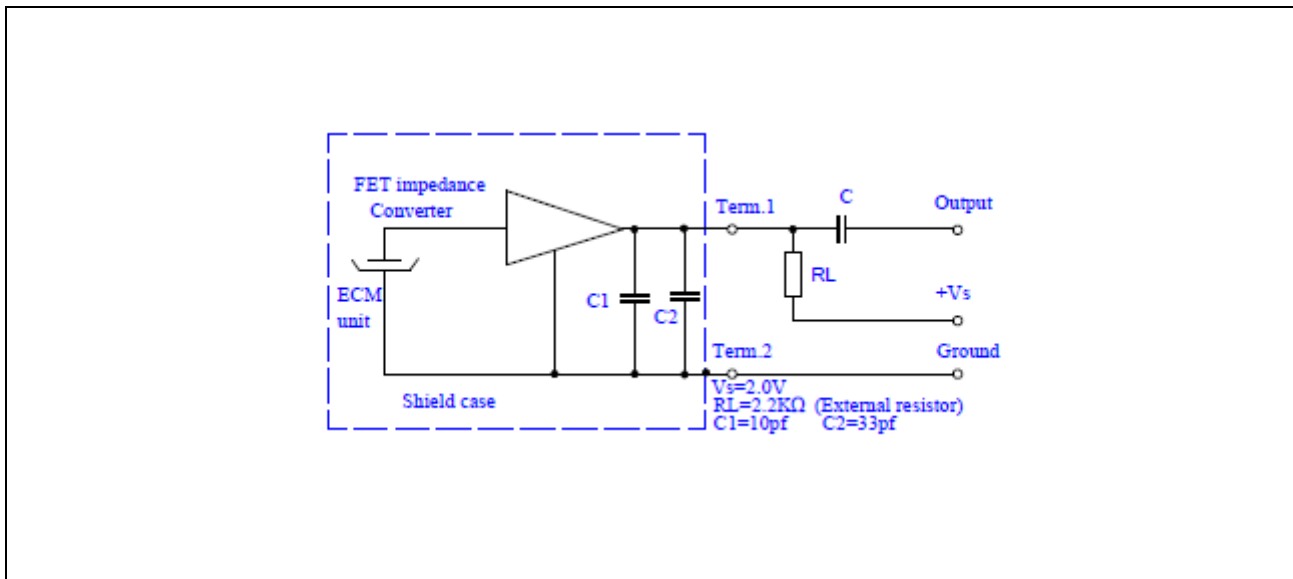 FET impedance
Converter
ECM
unit
C1
C2
Shield case
Term.1
C
Output
RL
+Vs
Term.2
Ground
Vs=2.0V
RL=2.2KΩ (External resistor)
C1=10pf C2=33pf